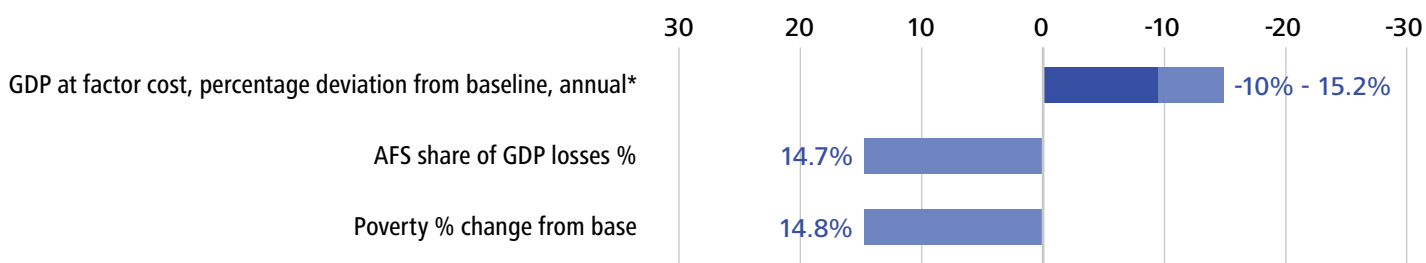 30 20 10 0 -10 -20 -30
GDP at factor cost, percentage deviation from baseline, annual* -10% - 15.2%
AFS share of GDP losses % 14.7%
Poverty % change from base 14.8%